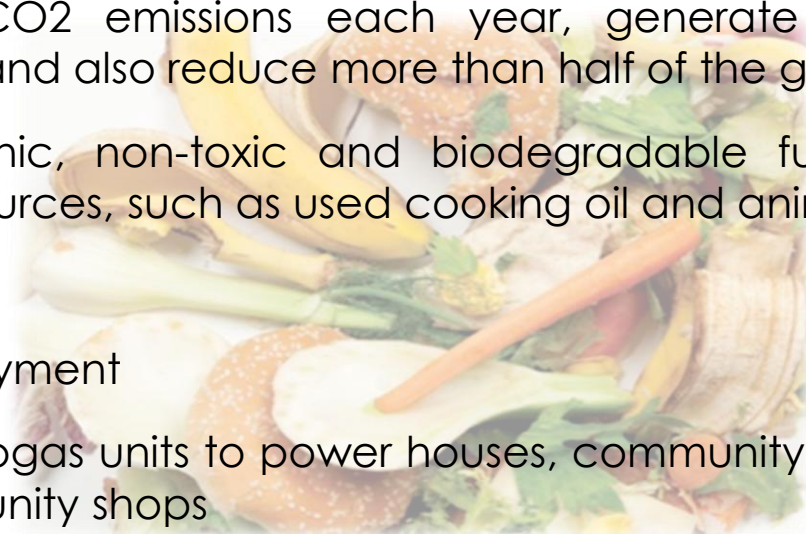 CO2 emissions each year, generate
and also reduce more than half of the g
nic, non-toxic and biodegradable fu
urces, such as used cooking oil and ani
yment
ogas units to power houses, community
unity shops